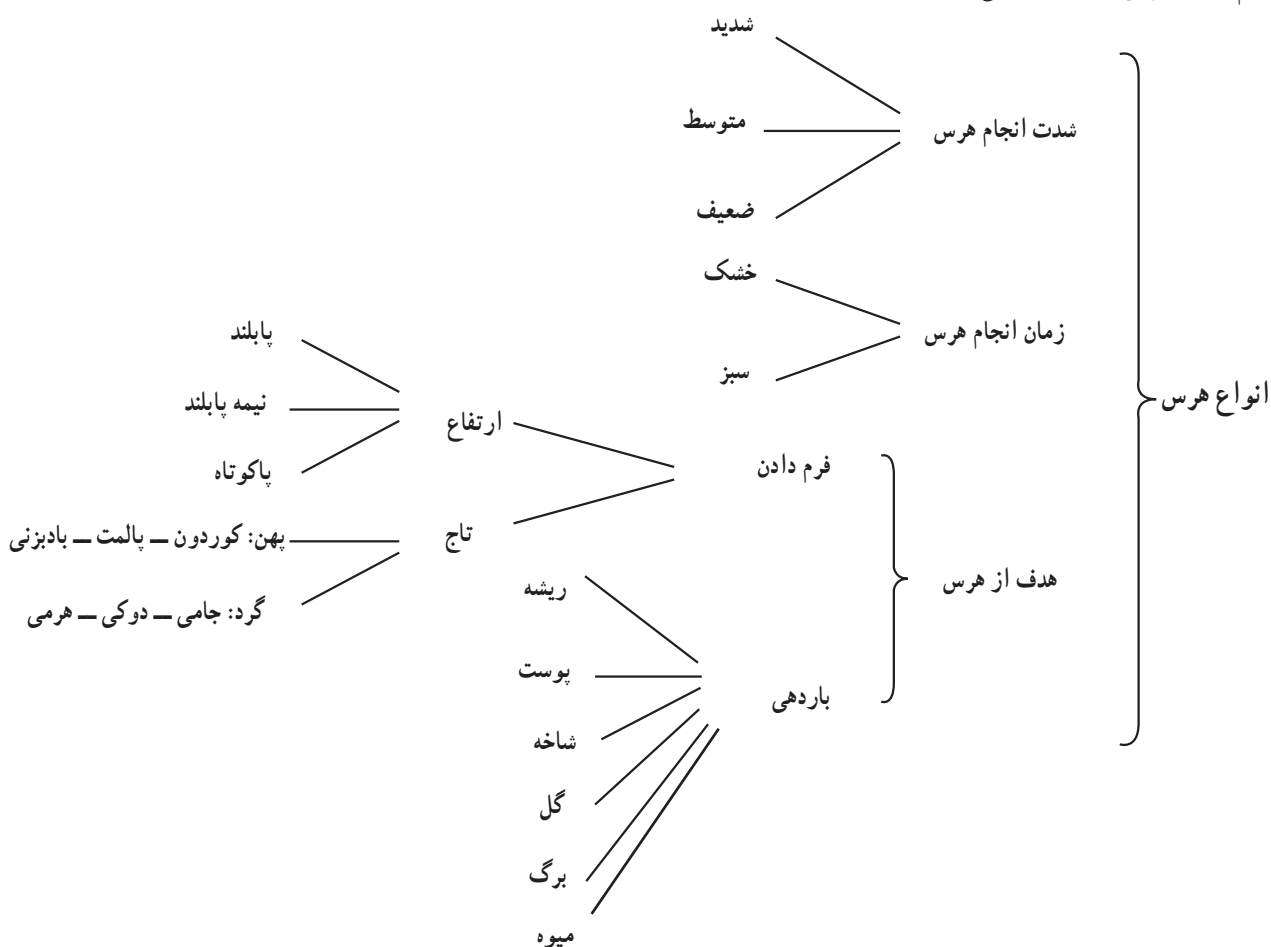 شدید
متوسط
شدت انجام هرس
ضعیف
خشک
زمان انجام هرس
سبز
انواع هرس
پابلند
نیمه پابلند
ارتفاع
پاکوتاه
فرم دادن
تاج
پهن: کوردون ــ پالمت ــ بادبزنی
گرد: جامی ــ دوکی ــ هرمی
هدف از هرس
ریشه
پوست
باردهی
شاخه
گل
برگ
میوه